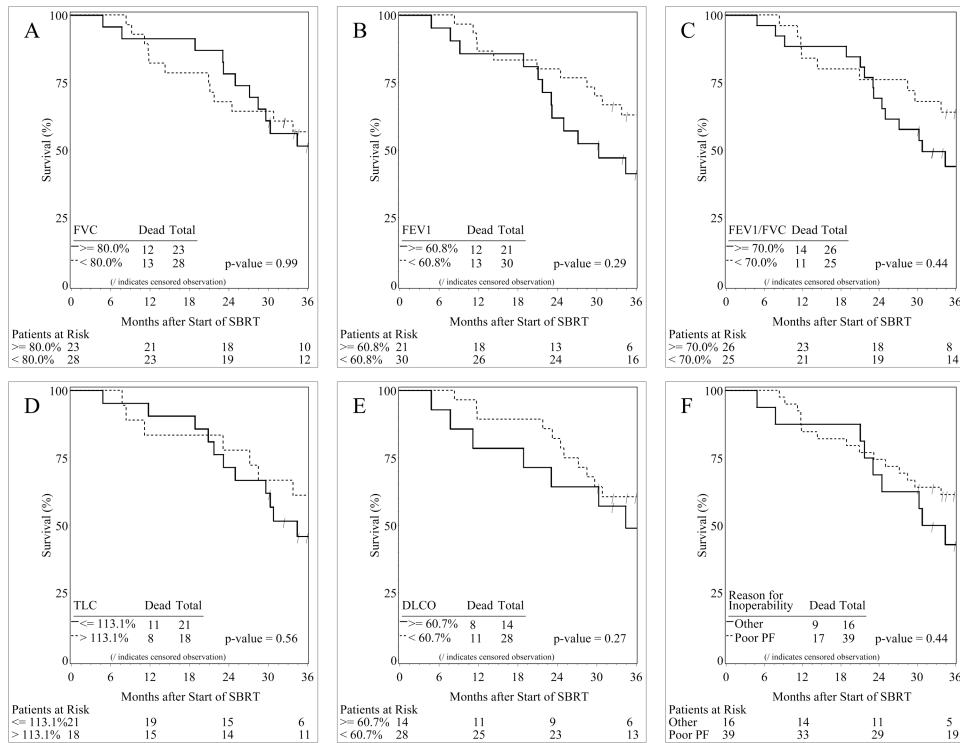 A
100
75
50
25
0
Survival (%)
FVC Dead Total
>= 80.0% 12 23
< 80.0% 13 28
p-value = 0.99
(/ indicates censored observation)
0 6 12 18 24 30 36
Months after Start of SBRT
Patients at Risk
>= 80.0% 23 21 18 10
< 80.0% 28 23 19 12
B
100
75
50
25
0
Survival (%)
FEV1 Dead Total
>= 60.8% 12 21
< 60.8% 13 30
p-value = 0.29
(/ indicates censored observation)
0 6 12 18 24 30 36
Months after Start of SBRT
Patients at Risk
>= 60.8% 21 18 13 6
< 60.8% 30 26 24 16
C
100
75
50
25
0
Survival (%)
FEV1/FVC Dead Total
>= 70.0% 14 26
< 70.0% 11 25
p-value = 0.44
(/ indicates censored observation)
0 6 12 18 24 30 36
Months after Start of SBRT
Patients at Risk
>= 70.0% 26 23 18 8
< 70.0% 25 21 19 14
D
100
75
50
25
0
Survival (%)
TLC Dead Total
<= 113.1% 11 21
> 113.1% 8 18
p-value = 0.56
(/ indicates censored observation)
0 6 12 18 24 30 36
Months after Start of SBRT
Patients at Risk
<= 113.1% 21 19 15 6
> 113.1% 18 15 14 11
E
100
75
50
25
0
Survival (%)
DLCO Dead Total
>= 60.7% 8 14
< 60.7% 11 28
p-value = 0.27
(/ indicates censored observation)
0 6 12 18 24 30 36
Months after Start of SBRT
Patients at Risk
>= 60.7% 14 11 9 6
< 60.7% 28 25 23 13
F
100
75
50
25
0
Survival (%)
Reason for
Inoperability Dead Total
Other 9 16
Poor PF 17 39
p-value = 0.44
(/ indicates censored observation)
0 6 12 18 24 30 36
Months after Start of SBRT
Patients at Risk
Other 16 14 11 5
Poor PF 39 33 29 19